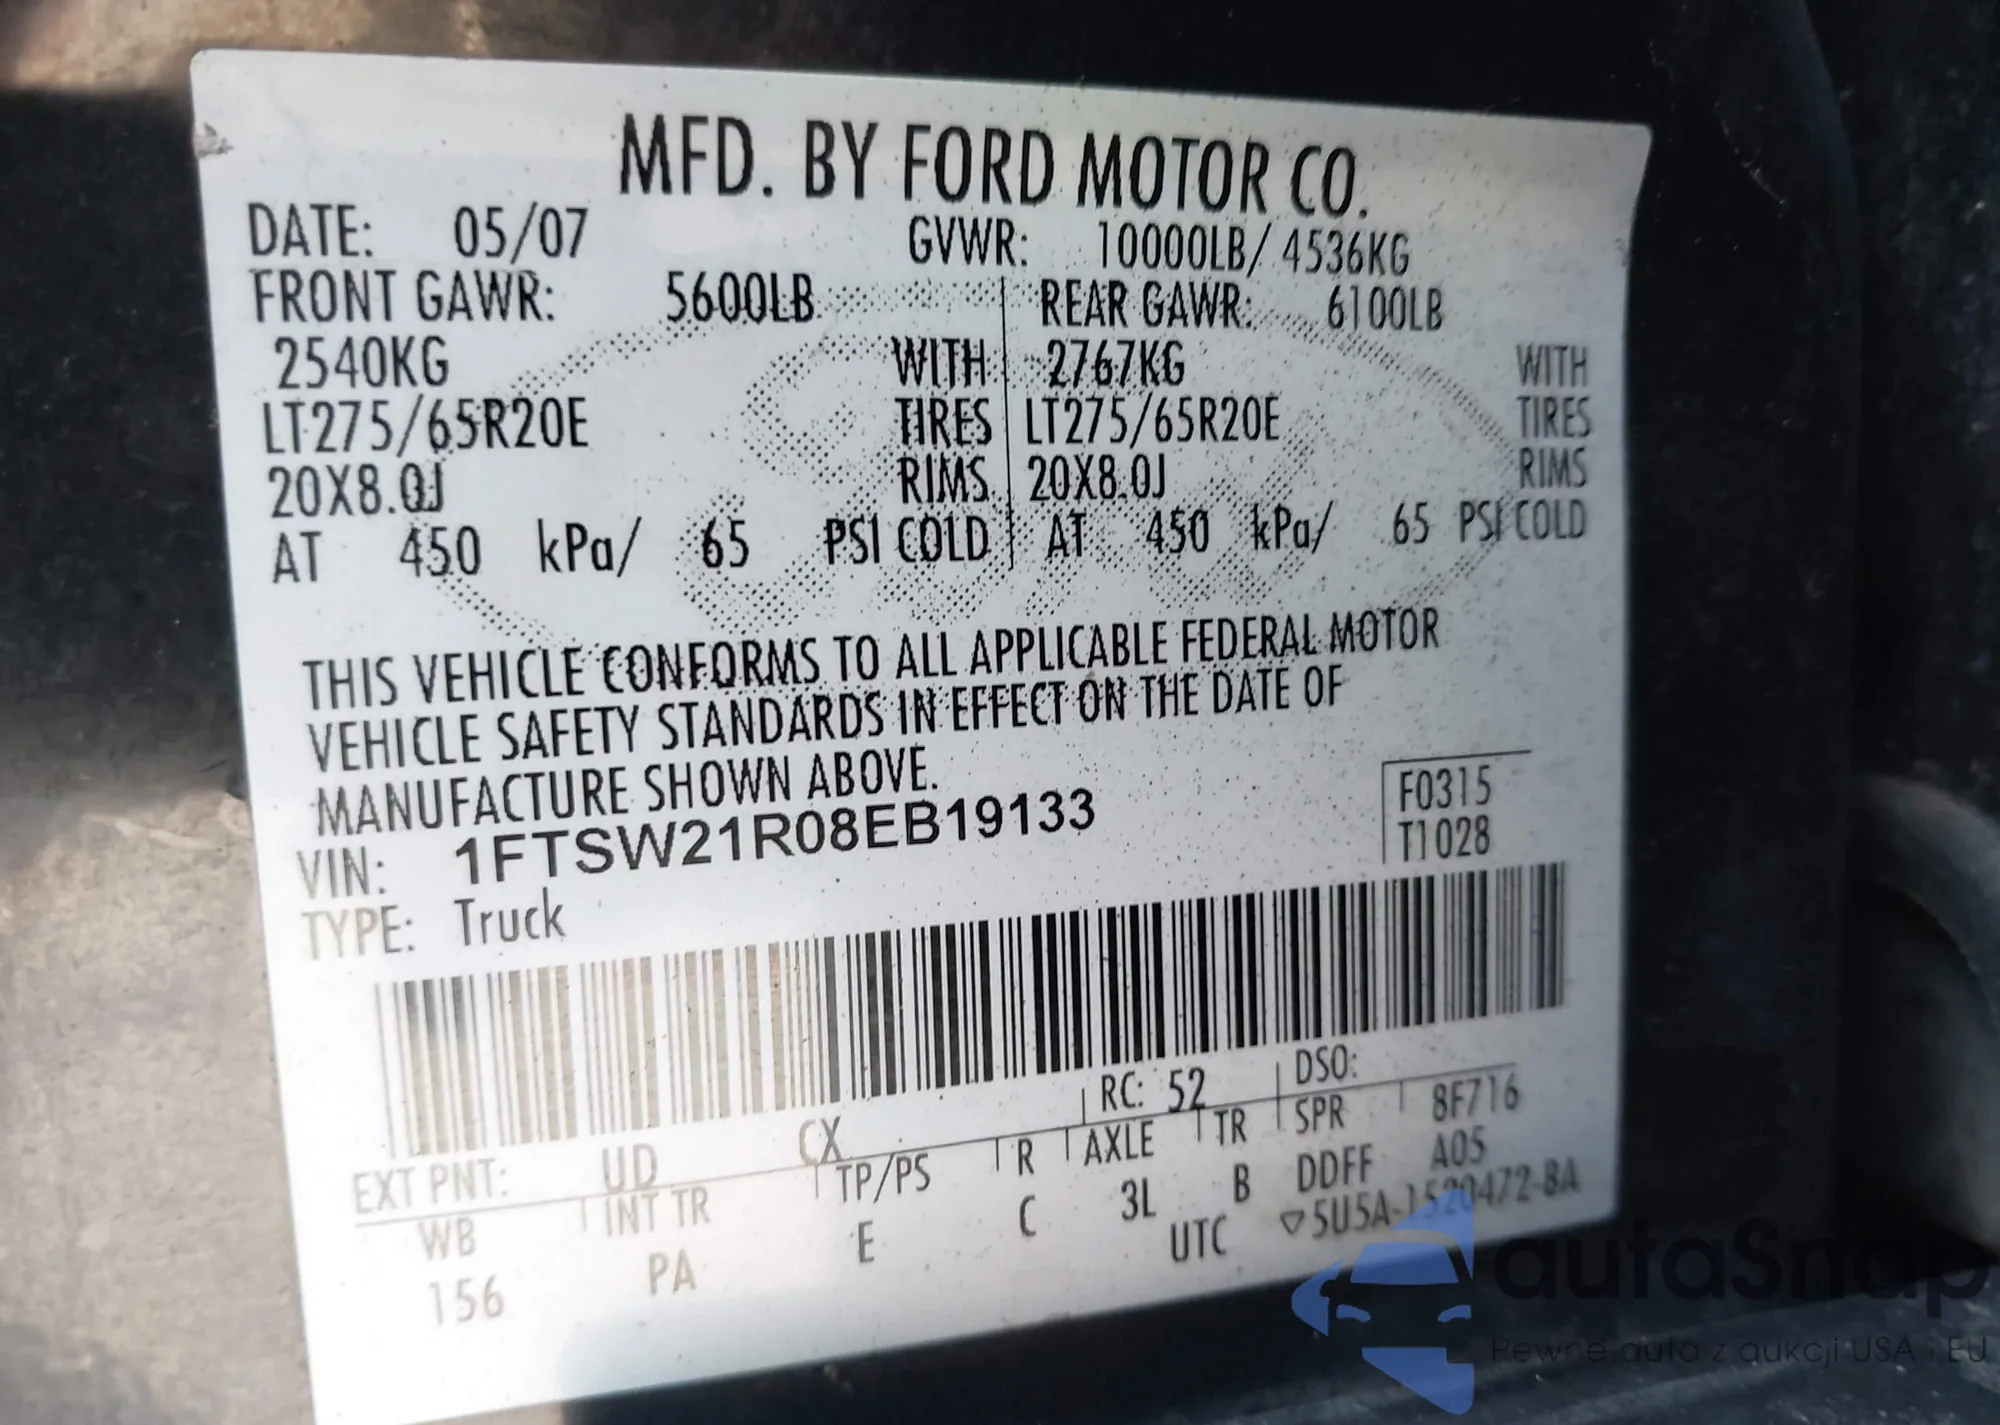 MFD. BY FORD MOTOR CO.
DATE: 05/07 GVWR: 10000LB/ 4536KG
FRONT GAWR: 5600LB REAR GAWR: 6100LB
2540KG WITH 2767KG WITH
LT275/65R20E TIRES LT275/65R20E TIRES
20X8.0J RIMS 20X8.0J RIMS
AT 450 kPa/ 65 PSI COLD AT 450 kPa/ 65 PSI COLD
THIS VEHICLE CONFORMS TO ALL APPLICABLE FEDERAL MOTOR
VEHICLE SAFETY STANDARDS IN EFFECT ON THE DATE OF
MANUFACTURE SHOWN ABOVE.
VIN: 1FTSW21R08EB19133
F0315
T1028
TYPE: Truck
EXT PNT: UD CX RC: 52 DSO:
WB INT TR TP/PS R AXLE TR SPR 8F716
156 PA E C 3L B DDFF A05
UTC ▽5U5A-1520472-BA
autaSnap
Pewne auta z aukcji USA i EU